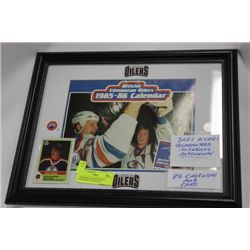 OILERS
Official
Edmonton Oilers
1985-86 Calendar
JARI KURRI
GUARANTEED
AUTHENTIC
AUTOGRAPH
86 CALENDAR
AND
CARD
OILERS